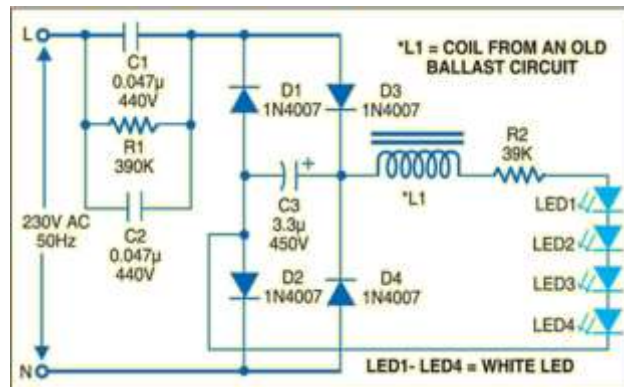 L
C1
0.047μ
440V
R1
390K
C2
0.047μ
440V
230V AC
50Hz
N
D1
1N4007
D3
1N4007
*L1 = COIL FROM AN OLD
BALLAST CIRCUIT
+
C3
3.3μ
450V
*L1
R2
39K
D2
1N4007
D4
1N4007
LED1
LED2
LED3
LED4
LED1- LED4 = WHITE LED